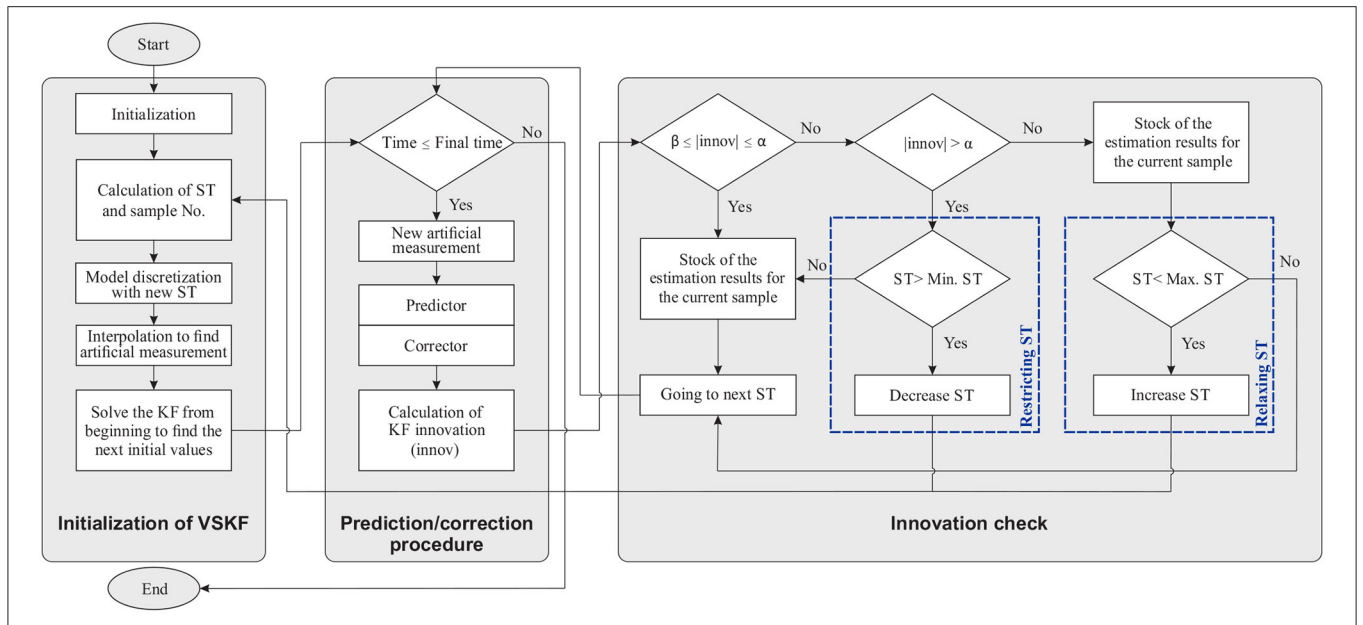 Start
Initialization
Calculation of ST
and sample No.
Model discretization
with new ST
Interpolation to find
artificial measurement
Solve the KF from
beginning to find the
next initial values
Initialization of VSKF
End
Time ≤ Final time
No
Yes
New artificial
measurement
Predictor
Corrector
Calculation of
KF innovation
(innov)
Prediction/correction
procedure
β ≤ |innov| ≤ α
No
Yes
Stock of the
estimation results for
the current sample
Going to next ST
|innov| > α
No
Yes
ST> Min. ST
No
Yes
Decrease ST
Restricting ST
Stock of the
estimation results for
the current sample
ST< Max. ST
No
Yes
Increase ST
Relaxing ST
Innovation check